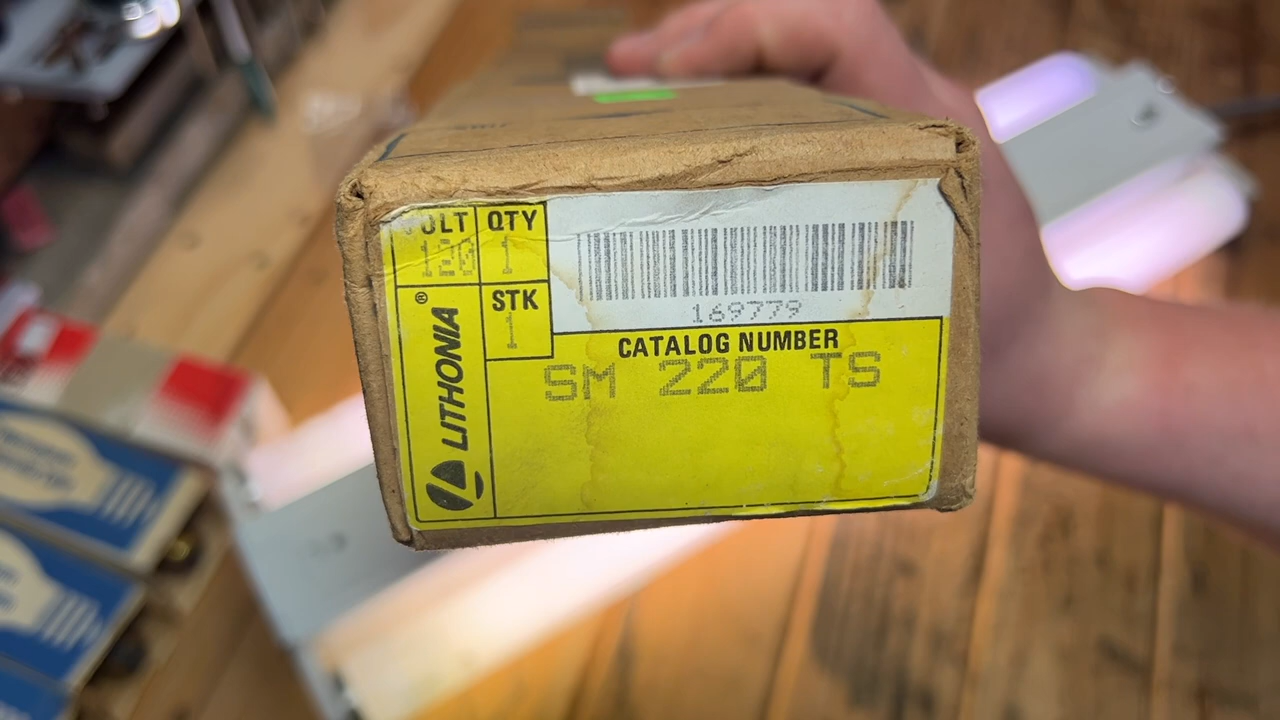 VOLT QTY
120 1
STK
1
LITHONIA®
169779
CATALOG NUMBER
SM 220 TS